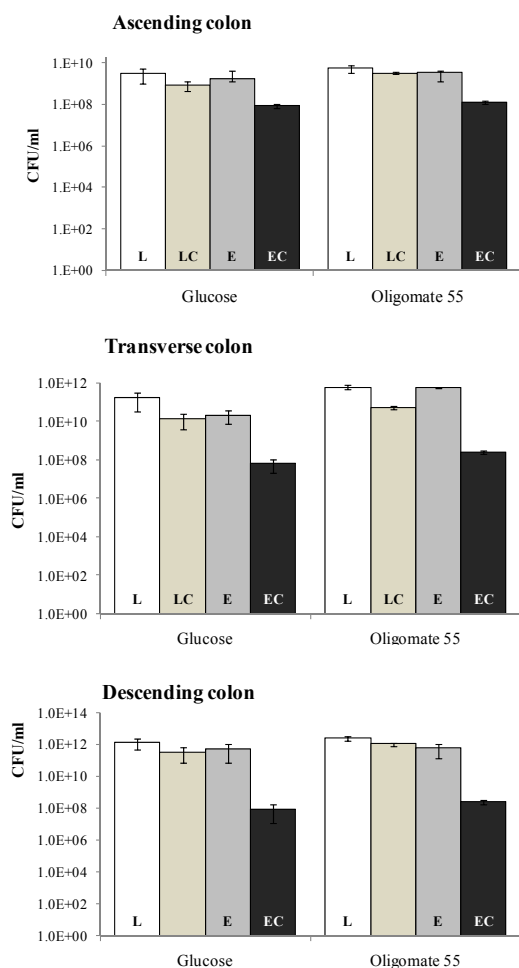 Ascending colon
CFU/ml
1.E+10
1.E+08
1.E+06
1.E+04
1.E+02
1.E+00
L LC E EC L LC E EC
Glucose Oligomate 55
Transverse colon
CFU/ml
1.0E+12
1.0E+10
1.0E+08
1.0E+06
1.0E+04
1.0E+02
1.0E+00
L LC E EC L LC E EC
Glucose Oligomate 55
Descending colon
CFU/ml
1.0E+14
1.0E+12
1.0E+10
1.0E+08
1.0E+06
1.0E+04
1.0E+02
1.0E+00
L E EC L E EC
Glucose Oligomate 55